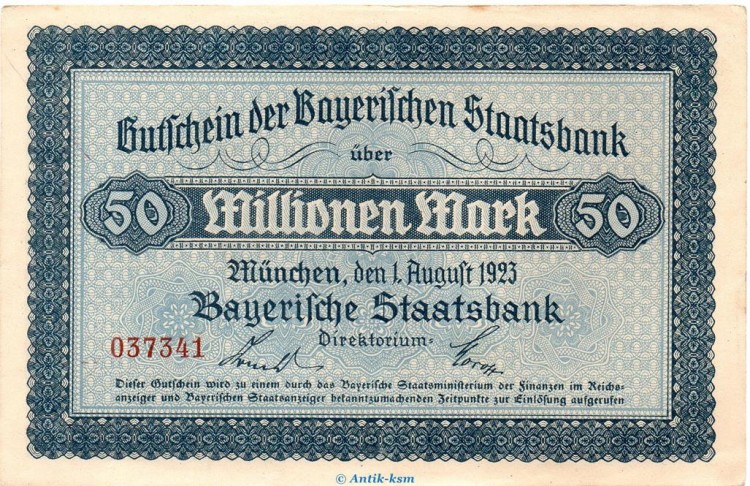 Gutschein der Bayerischen Staatsbank
über
50 Millionen Mark 50
München, den 1. August 1923
Bayerische Staatsbank
Direktorium
037341
Dieser Gutschein wird zu einem durch das Bayerische Staatsministerium der Finanzen im Reichs-
anzeiger und Bayerischen Staatsanzeiger bekanntzumachenden Zeitpunkte zur Einlösung aufgerufen
© Antik-ksm